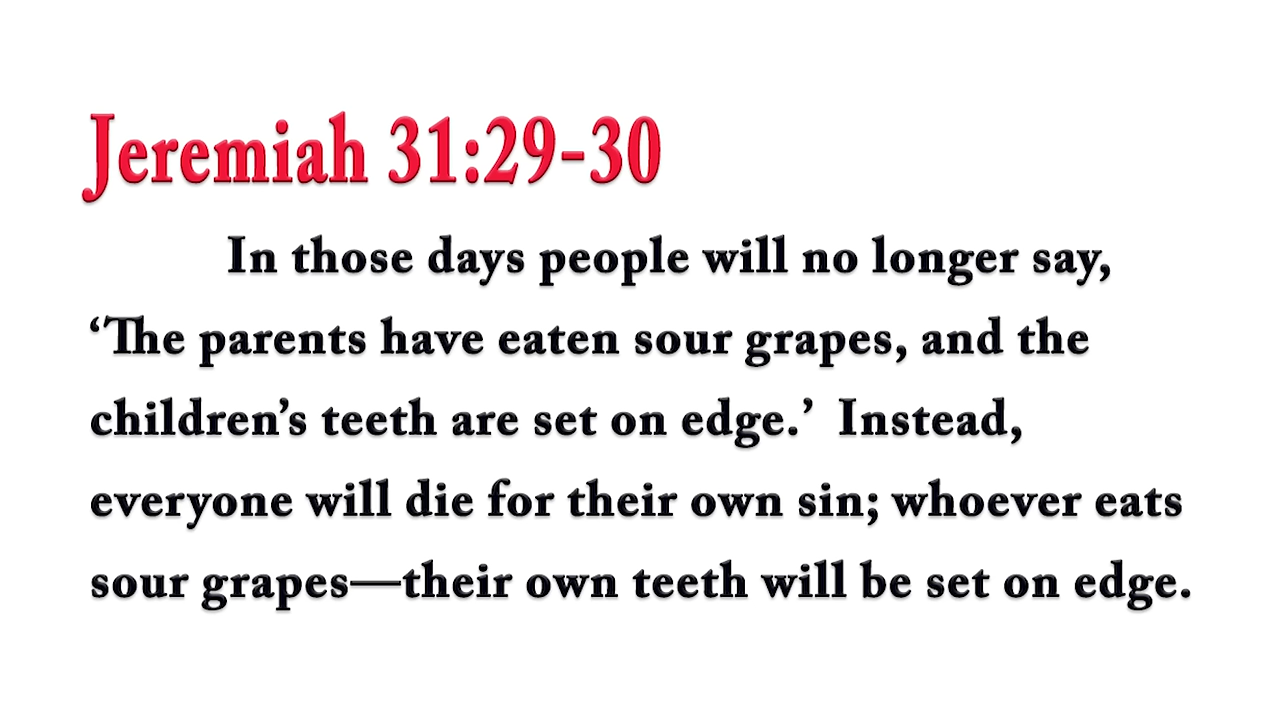 Jeremiah 31:29-30
In those days people will no longer say,
‘The parents have eaten sour grapes, and the
children’s teeth are set on edge.’ Instead,
everyone will die for their own sin; whoever eats
sour grapes—their own teeth will be set on edge.